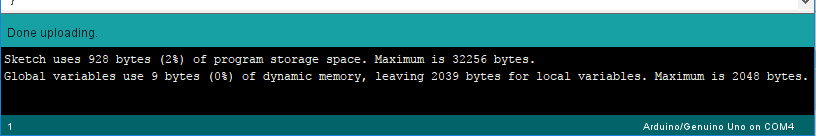 Done uploading.
Sketch uses 928 bytes (2%) of program storage space. Maximum is 32256 bytes.
Global variables use 9 bytes (0%) of dynamic memory, leaving 2039 bytes for local variables. Maximum is 2048 bytes.
1 Arduino/Genuino Uno on COM4